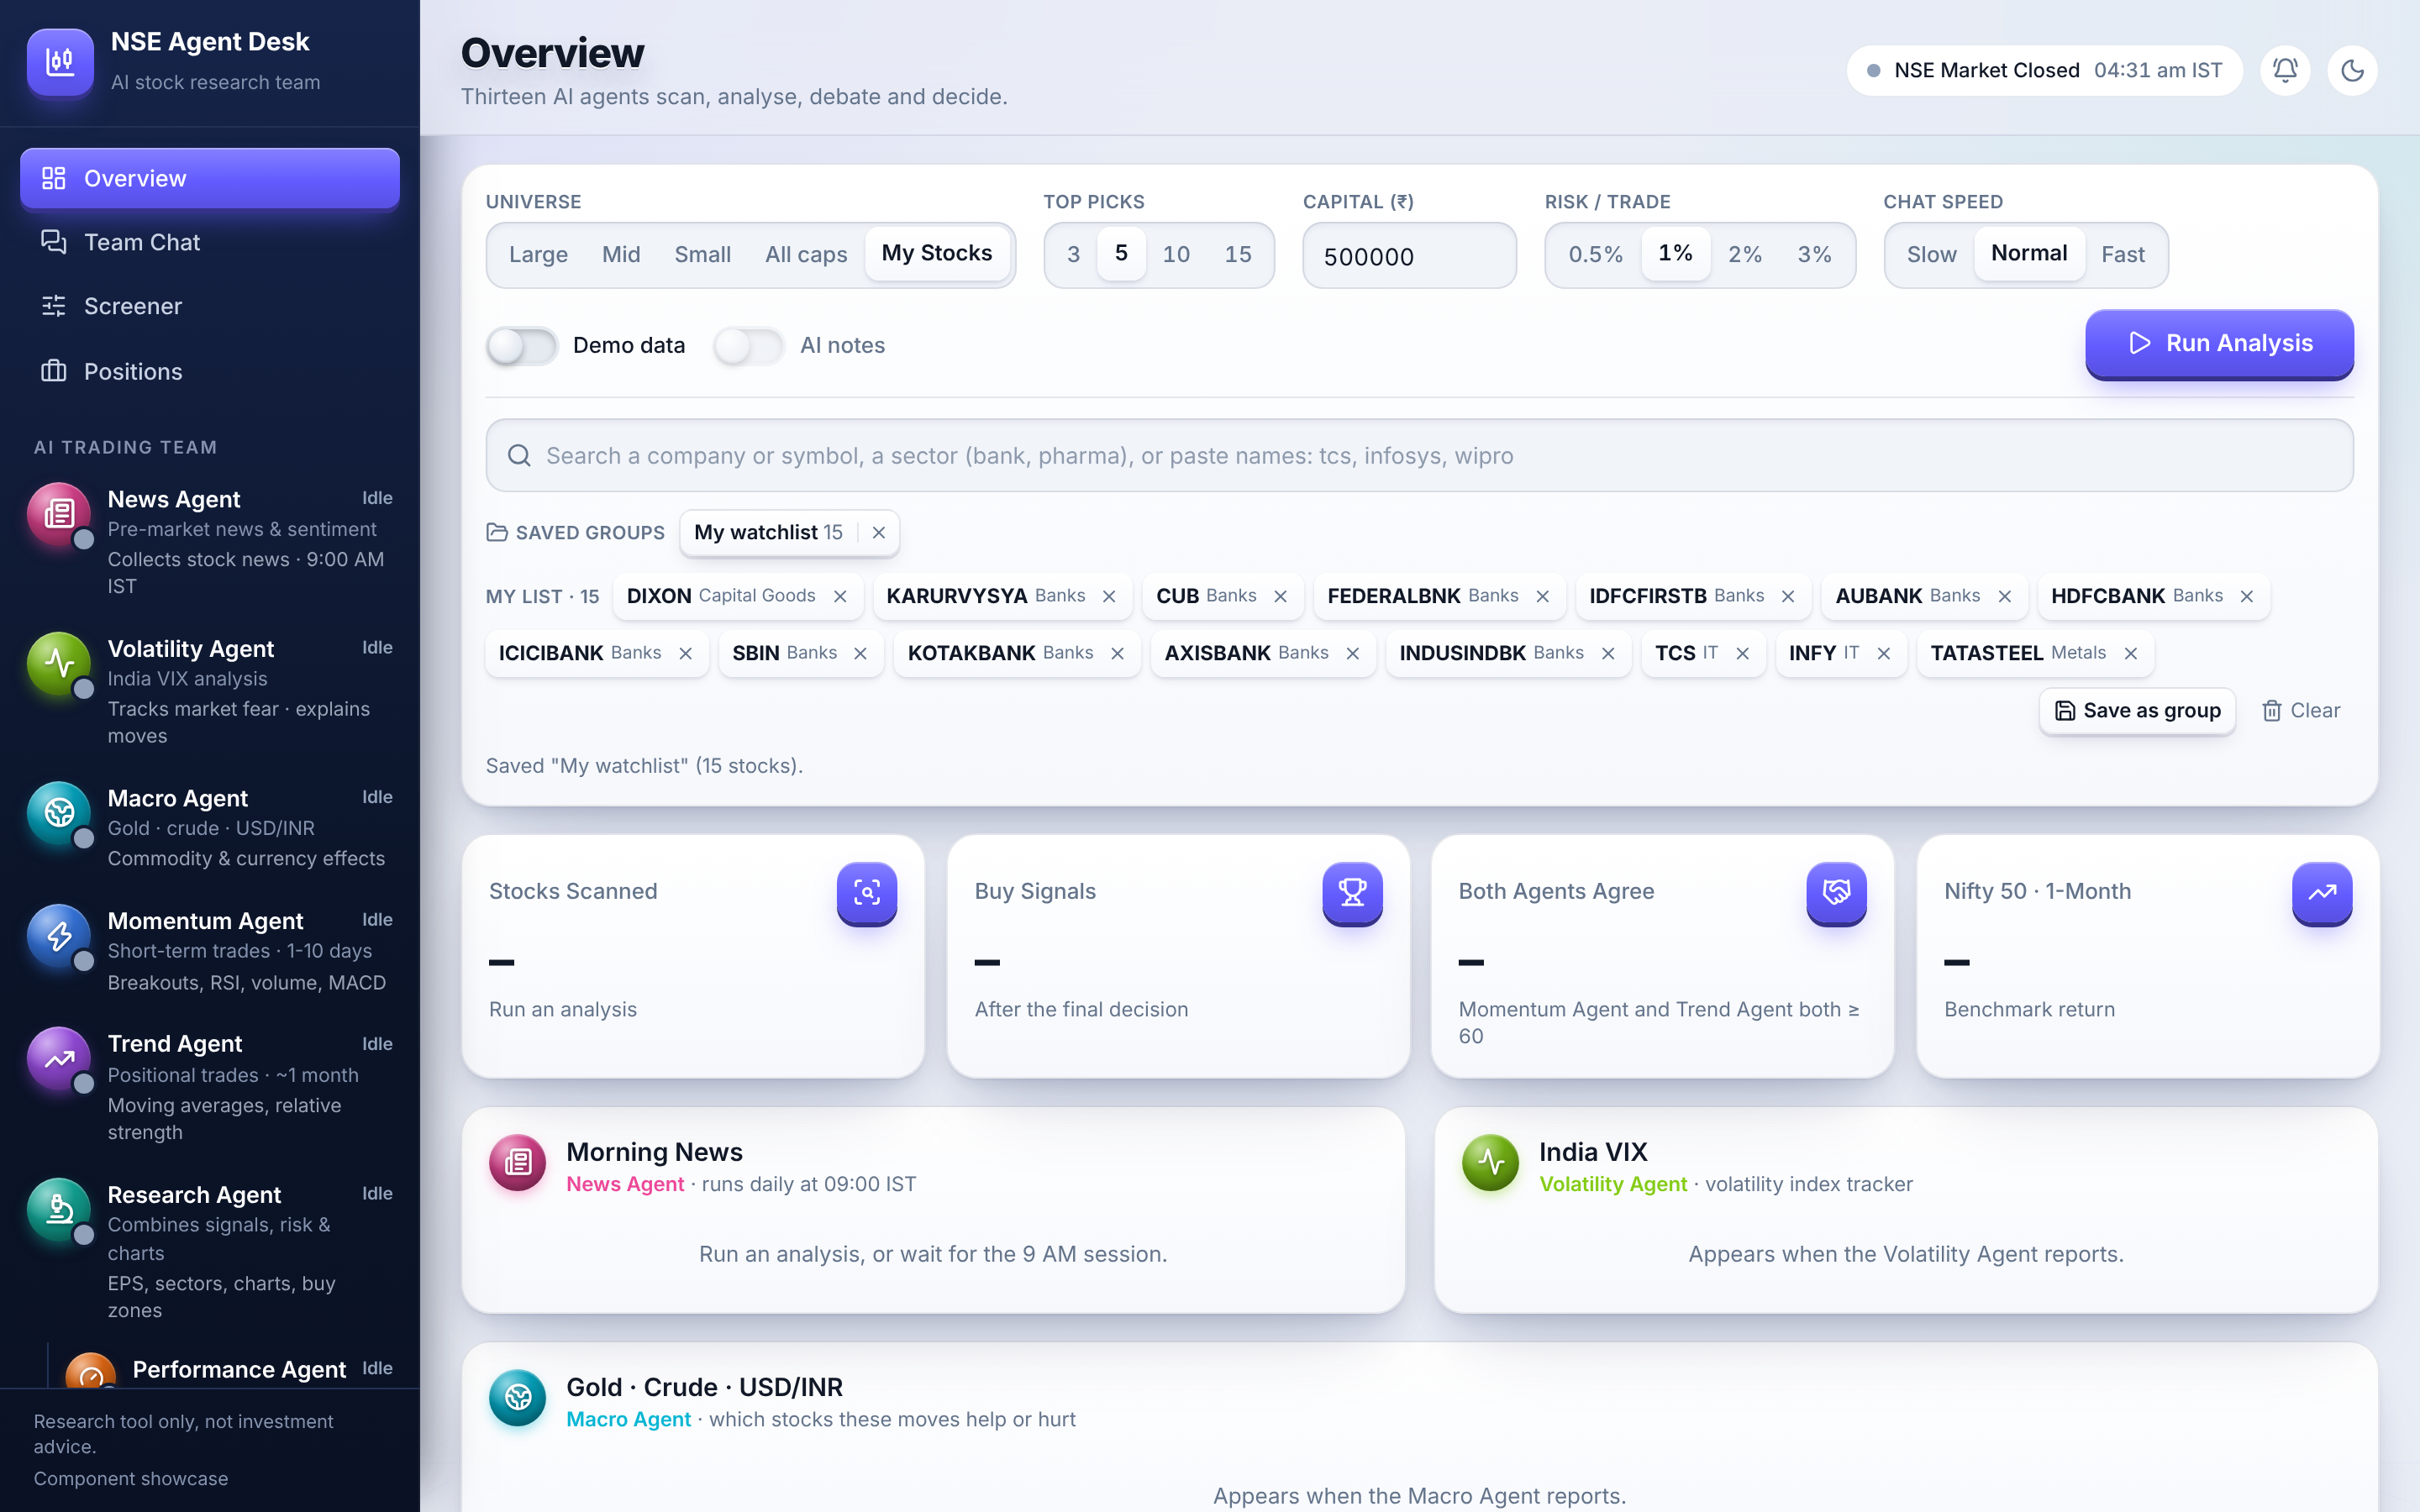 NSE Agent Desk
AI stock research team
Overview
Team Chat
Screener
Positions
AI TRADING TEAM
News Agent Idle
Pre-market news & sentiment
Collects stock news · 9:00 AM
IST
Volatility Agent Idle
India VIX analysis
Tracks market fear · explains
moves
Macro Agent Idle
Gold · crude · USD/INR
Commodity & currency effects
Momentum Agent Idle
Short-term trades · 1-10 days
Breakouts, RSI, volume, MACD
Trend Agent Idle
Positional trades · ~1 month
Moving averages, relative
strength
Research Agent Idle
Combines signals, risk &
charts
EPS, sectors, charts, buy
zones
Performance Agent Idle
Research tool only, not investment
advice.
Component showcase
Overview
Thirteen AI agents scan, analyse, debate and decide.
NSE Market Closed 04:31 am IST
UNIVERSE TOP PICKS CAPITAL (₹) RISK / TRADE CHAT SPEED
Large Mid Small All caps My Stocks 3 5 10 15 500000 0.5% 1% 2% 3% Slow Normal Fast
Demo data AI notes Run Analysis
Search a company or symbol, a sector (bank, pharma), or paste names: tcs, infosys, wipro
SAVED GROUPS My watchlist 15
MY LIST · 15 DIXON Capital Goods KARURVYSYA Banks CUB Banks FEDERALBNK Banks IDFCFIRSTB Banks AUBANK Banks HDFCBANK Banks
ICICIBANK Banks SBIN Banks KOTAKBANK Banks AXISBANK Banks INDUSINDBK Banks TCS IT INFY IT TATASTEEL Metals
Save as group Clear
Saved "My watchlist" (15 stocks).
Stocks Scanned
–
Run an analysis
Buy Signals
–
After the final decision
Both Agents Agree
–
Momentum Agent and Trend Agent both ≥
60
Nifty 50 · 1-Month
–
Benchmark return
Morning News
News Agent · runs daily at 09:00 IST
Run an analysis, or wait for the 9 AM session.
India VIX
Volatility Agent · volatility index tracker
Appears when the Volatility Agent reports.
Gold · Crude · USD/INR
Macro Agent · which stocks these moves help or hurt
Appears when the Macro Agent reports.